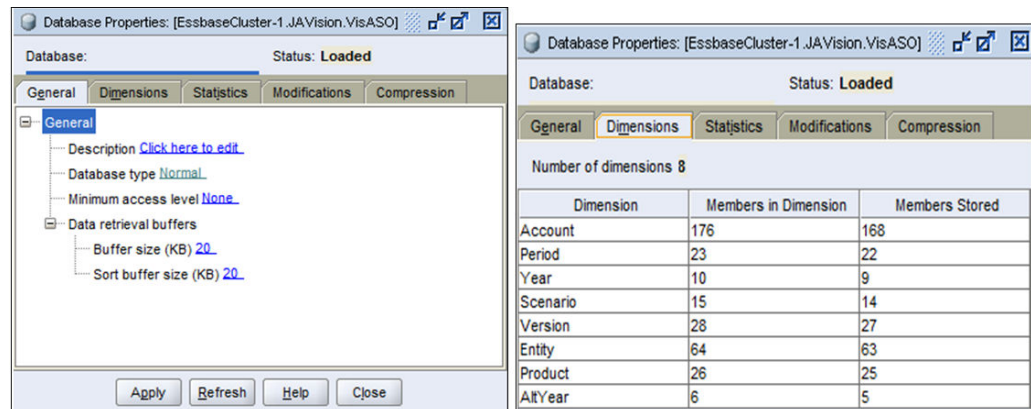 Database Properties: [EssbaseCluster-1.JAVision.VisASO]
Database: Status: Loaded
General Dimensions Statistics Modifications Compression
General
Description Click here to edit
Database type Normal
Minimum access level None
Data retrieval buffers
Buffer size (KB) 20
Sort buffer size (KB) 20
Apply Refresh Help Close
Database Properties: [EssbaseCluster-1.JAVision.VisASO]
Database: Status: Loaded
General Dimensions Statistics Modifications Compression
Number of dimensions 8
Dimension Members in Dimension Members Stored
Account 176 168
Period 23 22
Year 10 9
Scenario 15 14
Version 28 27
Entity 64 63
Product 26 25
AltYear 6 5